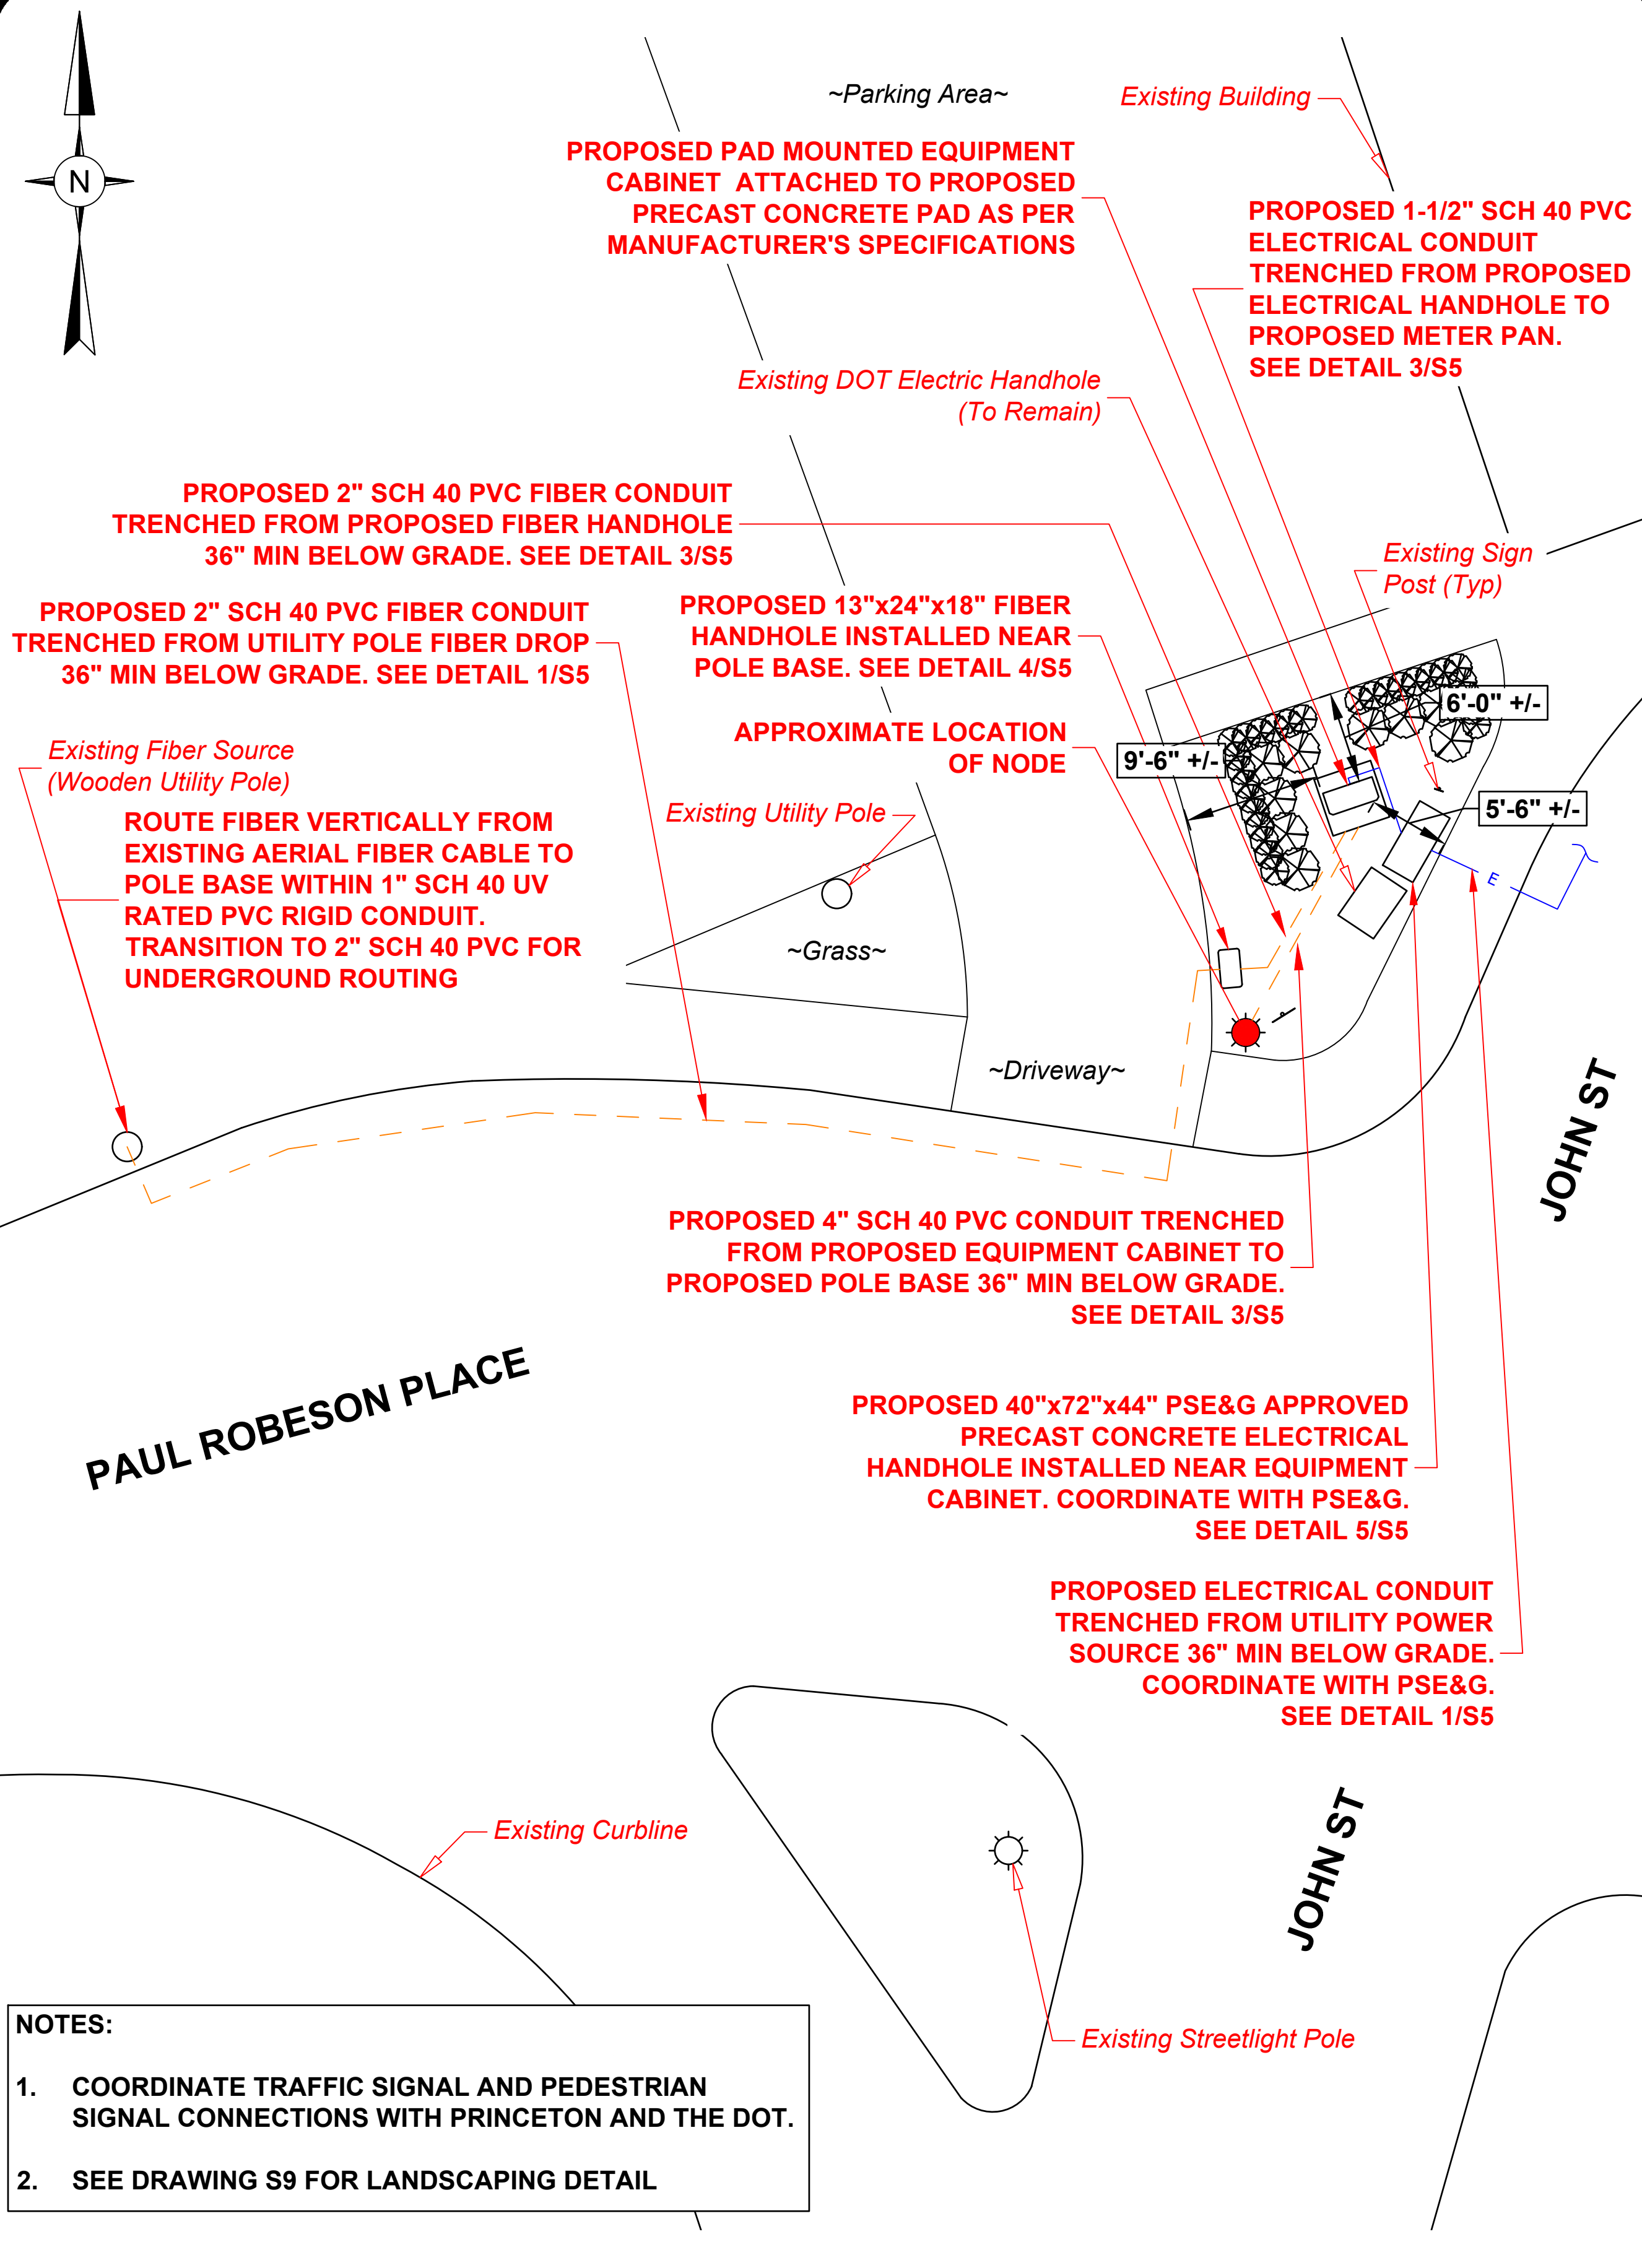 N
~Parking Area~
Existing Building
PROPOSED PAD MOUNTED EQUIPMENT
CABINET ATTACHED TO PROPOSED
PRECAST CONCRETE PAD AS PER
MANUFACTURER'S SPECIFICATIONS
PROPOSED 1-1/2" SCH 40 PVC
ELECTRICAL CONDUIT
TRENCHED FROM PROPOSED
ELECTRICAL HANDHOLE TO
PROPOSED METER PAN.
SEE DETAIL 3/S5
Existing DOT Electric Handhole
(To Remain)
PROPOSED 2" SCH 40 PVC FIBER CONDUIT
TRENCHED FROM PROPOSED FIBER HANDHOLE
36" MIN BELOW GRADE. SEE DETAIL 3/S5
Existing Sign
Post (Typ)
PROPOSED 2" SCH 40 PVC FIBER CONDUIT
TRENCHED FROM UTILITY POLE FIBER DROP
36" MIN BELOW GRADE. SEE DETAIL 1/S5
PROPOSED 13"x24"x18" FIBER
HANDHOLE INSTALLED NEAR
POLE BASE. SEE DETAIL 4/S5
6'-0" +/-
APPROXIMATE LOCATION
OF NODE
9'-6" +/-
5'-6" +/-
Existing Fiber Source
(Wooden Utility Pole)
ROUTE FIBER VERTICALLY FROM
EXISTING AERIAL FIBER CABLE TO
POLE BASE WITHIN 1" SCH 40 UV
RATED PVC RIGID CONDUIT.
TRANSITION TO 2" SCH 40 PVC FOR
UNDERGROUND ROUTING
Existing Utility Pole
E
~Grass~
~Driveway~
JOHN ST
PROPOSED 4" SCH 40 PVC CONDUIT TRENCHED
FROM PROPOSED EQUIPMENT CABINET TO
PROPOSED POLE BASE 36" MIN BELOW GRADE.
SEE DETAIL 3/S5
PAUL ROBESON PLACE
PROPOSED 40"x72"x44" PSE&G APPROVED
PRECAST CONCRETE ELECTRICAL
HANDHOLE INSTALLED NEAR EQUIPMENT
CABINET. COORDINATE WITH PSE&G.
SEE DETAIL 5/S5
PROPOSED ELECTRICAL CONDUIT
TRENCHED FROM UTILITY POWER
SOURCE 36" MIN BELOW GRADE.
COORDINATE WITH PSE&G.
SEE DETAIL 1/S5
Existing Curbline
JOHN ST
Existing Streetlight Pole
NOTES:
1. COORDINATE TRAFFIC SIGNAL AND PEDESTRIAN
SIGNAL CONNECTIONS WITH PRINCETON AND THE DOT.
2. SEE DRAWING S9 FOR LANDSCAPING DETAIL